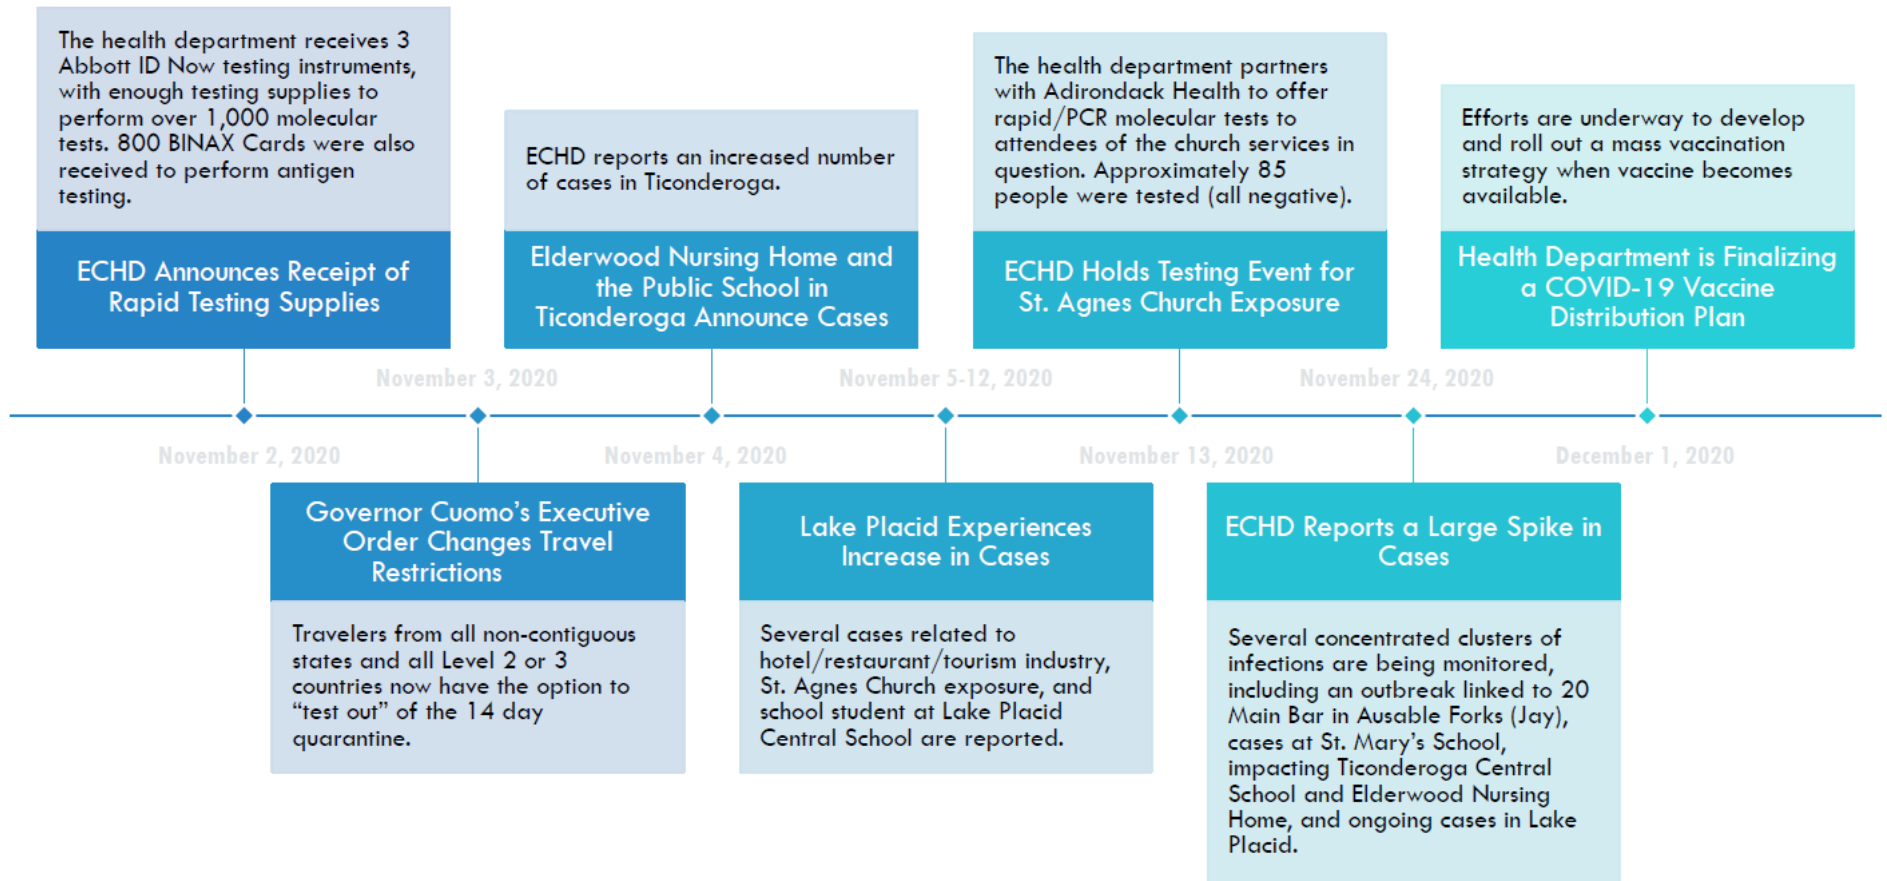 The health department receives 3
Abbott ID Now testing instruments,
with enough testing supplies to
perform over 1,000 molecular
tests. 800 BINAX Cards were also
received to perform antigen
testing.
ECHD Announces Receipt of
Rapid Testing Supplies
November 2, 2020
November 3, 2020
Governor Cuomo’s Executive
Order Changes Travel
Restrictions
Travelers from all non-contiguous
states and all Level 2 or 3
countries now have the option to
“test out” of the 14 day
quarantine.
ECHD reports an increased number
of cases in Ticonderoga.
Elderwood Nursing Home and
the Public School in
Ticonderoga Announce Cases
November 4, 2020
November 5-12, 2020
Lake Placid Experiences
Increase in Cases
Several cases related to
hotel/restaurant/tourism industry,
St. Agnes Church exposure, and
school student at Lake Placid
Central School are reported.
The health department partners
with Adirondack Health to offer
rapid/PCR molecular tests to
attendees of the church services in
question. Approximately 85
people were tested (all negative).
ECHD Holds Testing Event for
St. Agnes Church Exposure
November 13, 2020
November 24, 2020
ECHD Reports a Large Spike in
Cases
Several concentrated clusters of
infections are being monitored,
including an outbreak linked to 20
Main Bar in Ausable Forks (Jay),
cases at St. Mary’s School,
impacting Ticonderoga Central
School and Elderwood Nursing
Home, and ongoing cases in Lake
Placid.
Efforts are underway to develop
and roll out a mass vaccination
strategy when vaccine becomes
available.
Health Department is Finalizing
a COVID-19 Vaccine
Distribution Plan
December 1, 2020